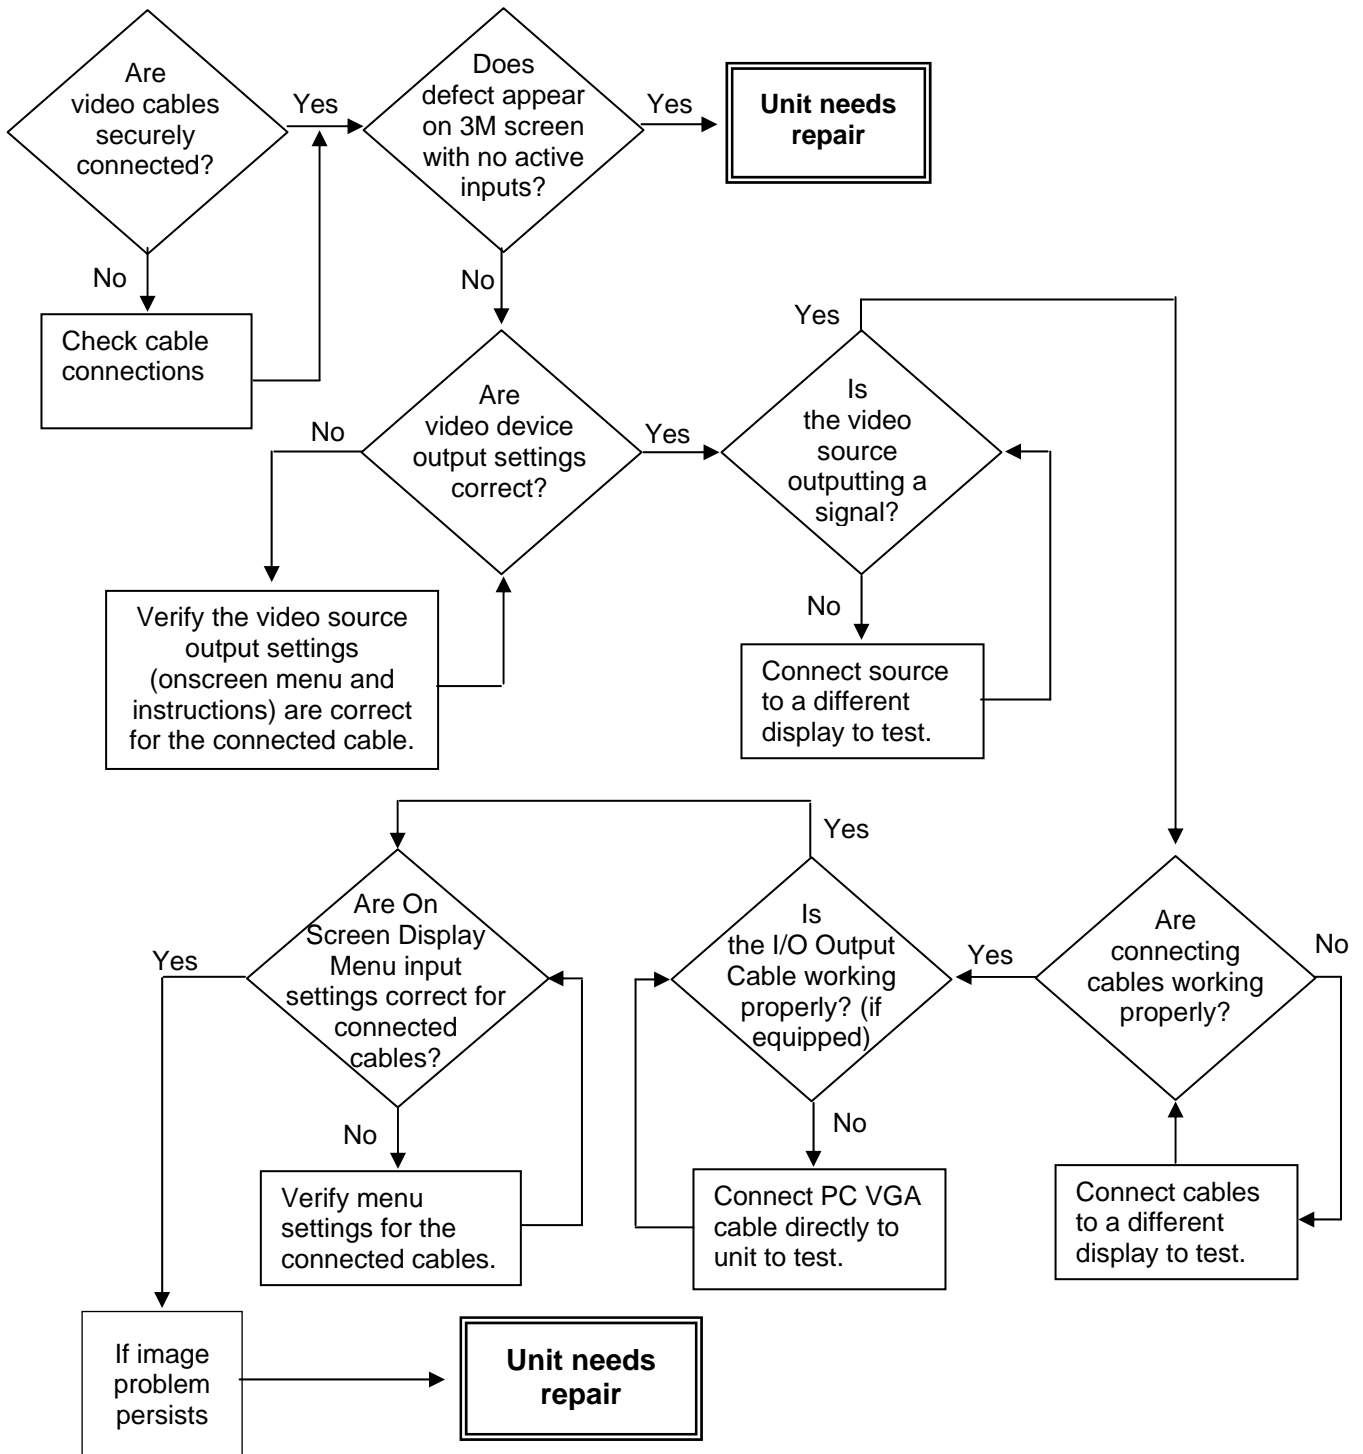 Are
video cables
securely
connected?
Yes
Does
defect appear
on 3M screen
with no active
inputs?
Yes
Unit needs
repair
No
Check cable
connections
No
Are
video device
output settings
correct?
No
Verify the video source
output settings
(onscreen menu and
instructions) are correct
for the connected cable.
Yes
Is
the video
source
outputting a
signal?
Yes
No
Connect source
to a different
display to test.
Are
connecting
cables working
properly?
No
Connect cables
to a different
display to test.
Yes
Is
the I/O Output
Cable working
properly? (if
equipped)
No
Connect PC VGA
cable directly to
unit to test.
Yes
Are On
Screen Display
Menu input
settings correct for
connected
cables?
No
Verify menu
settings for the
connected cables.
Yes
If image
problem
persists
Unit needs
repair